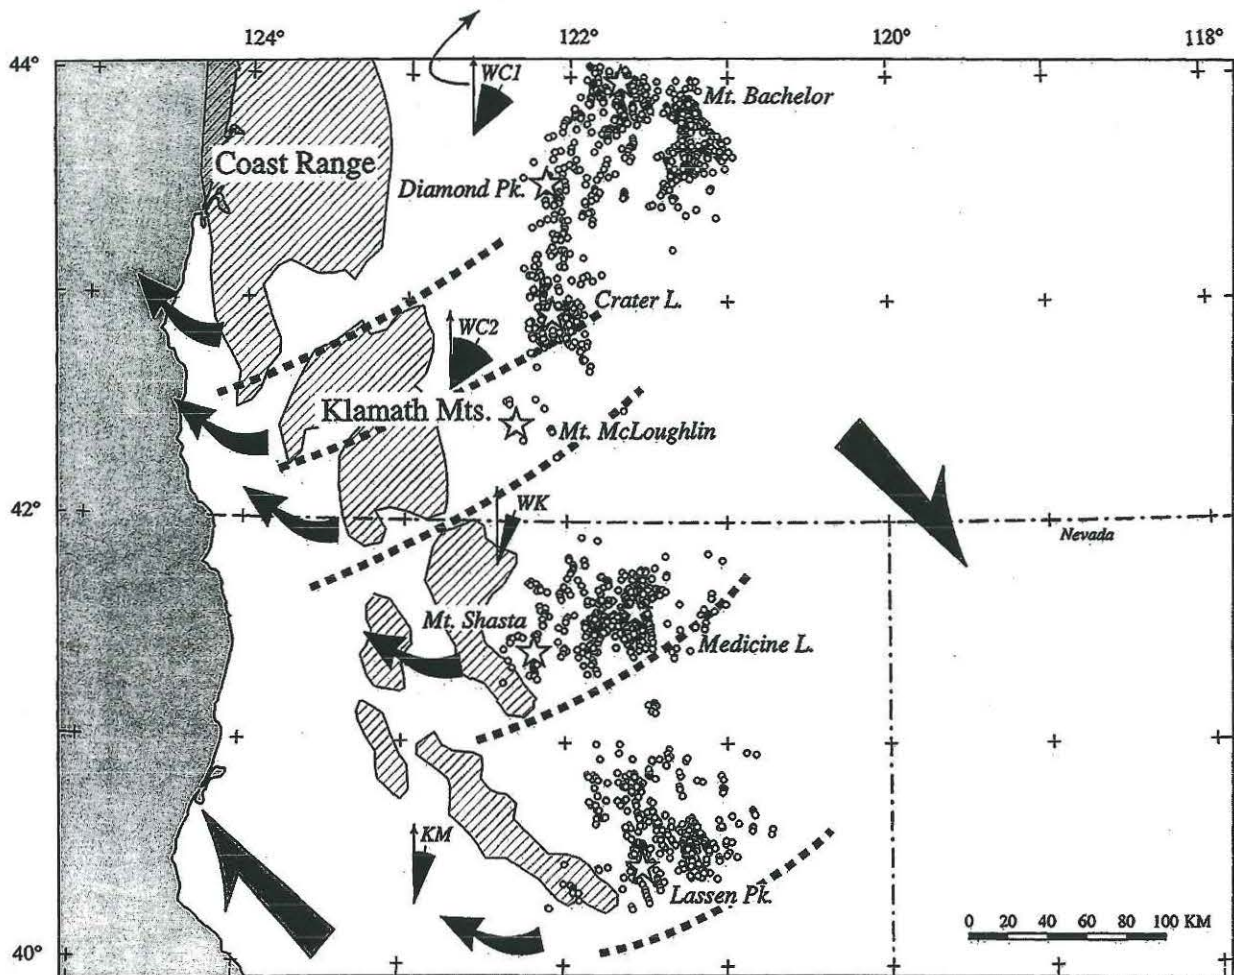 124°
122°
120°
118°
44°
WC1
Mt. Bachelor
Coast Range
Diamond Pk.
Crater L.
WC2
Klamath Mts.
Mt. McLoughlin
42°
WK
Nevada
Mt. Shasta
Medicine L.
KM
Lassen Pk.
0 20 40 60 80 100 KM
40°